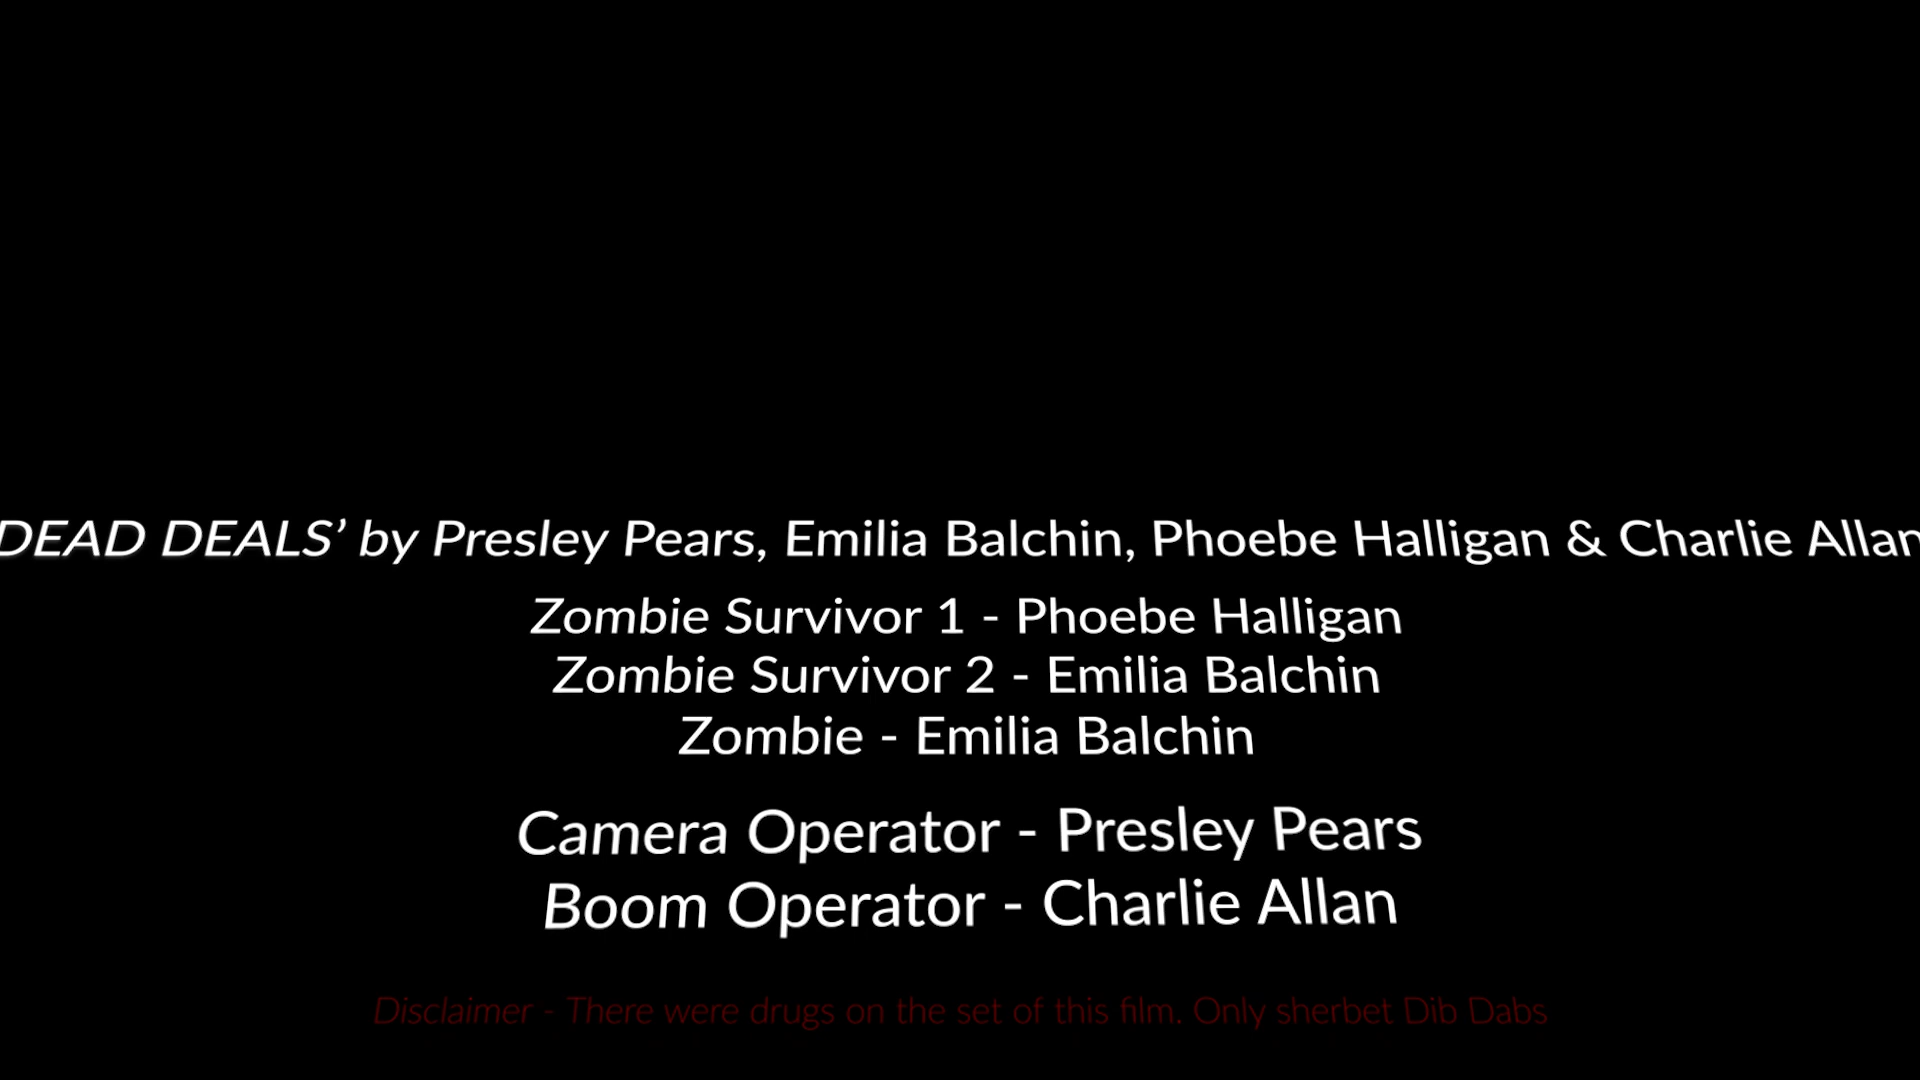 DEAD DEALS’ by Presley Pears, Emilia Balchin, Phoebe Halligan & Charlie Allan
Zombie Survivor 1 - Phoebe Halligan
Zombie Survivor 2 - Emilia Balchin
Zombie - Emilia Balchin
Camera Operator - Presley Pears
Boom Operator - Charlie Allan
Disclaimer - There were drugs on the set of this film. Only sherbet Dib Dabs